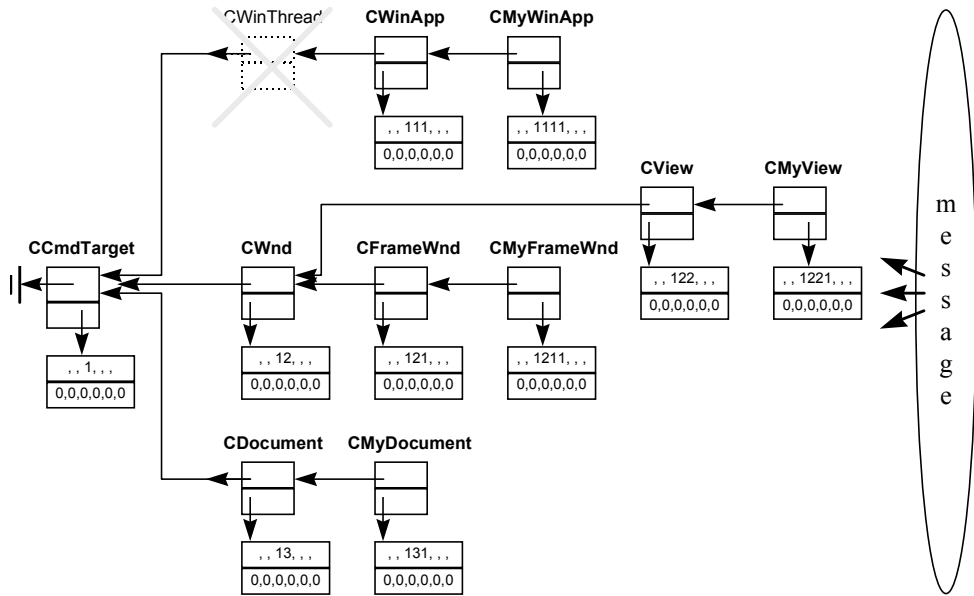 CWinThread CWinApp CMyWinApp
, , 111, , , , , 1111, , ,
0,0,0,0,0,0 0,0,0,0,0,0
CView CMyView
CCmdTarget CWnd CFrameWnd CMyFrameWnd
, , 122, , , , , 1221, , ,
0,0,0,0,0,0 0,0,0,0,0,0
, , 1, , , , , 12, , , , , 121, , , , , 1211, , ,
0,0,0,0,0,0 0,0,0,0,0,0 0,0,0,0,0,0 0,0,0,0,0,0
CDocument CMyDocument
, , 13, , , , , 131, , ,
0,0,0,0,0,0 0,0,0,0,0,0
message